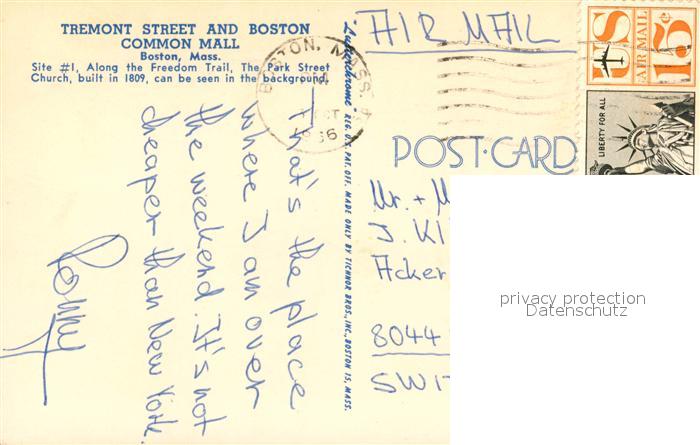 TREMONT STREET AND BOSTON
COMMON MALL
Boston, Mass.
Site #1, Along the Freedom Trail, The Park Street
Church, built in 1809, can be seen in the background.
That's the place
where I am over
the weekend. It's not
cheaper than New York.
Ronny
"Lusterchrome" REG. U.S. PAT. OFF. MADE ONLY BY TICHNOR BROS., INC., BOSTON 15, MASS.
BOSTON, MASS.
AIR MAIL
US AIR MAIL 15¢
LIBERTY FOR ALL
POST-CARD
Mr. + M
J. Kl
Acker
8044
SWIT
privacy protection
Datenschutz